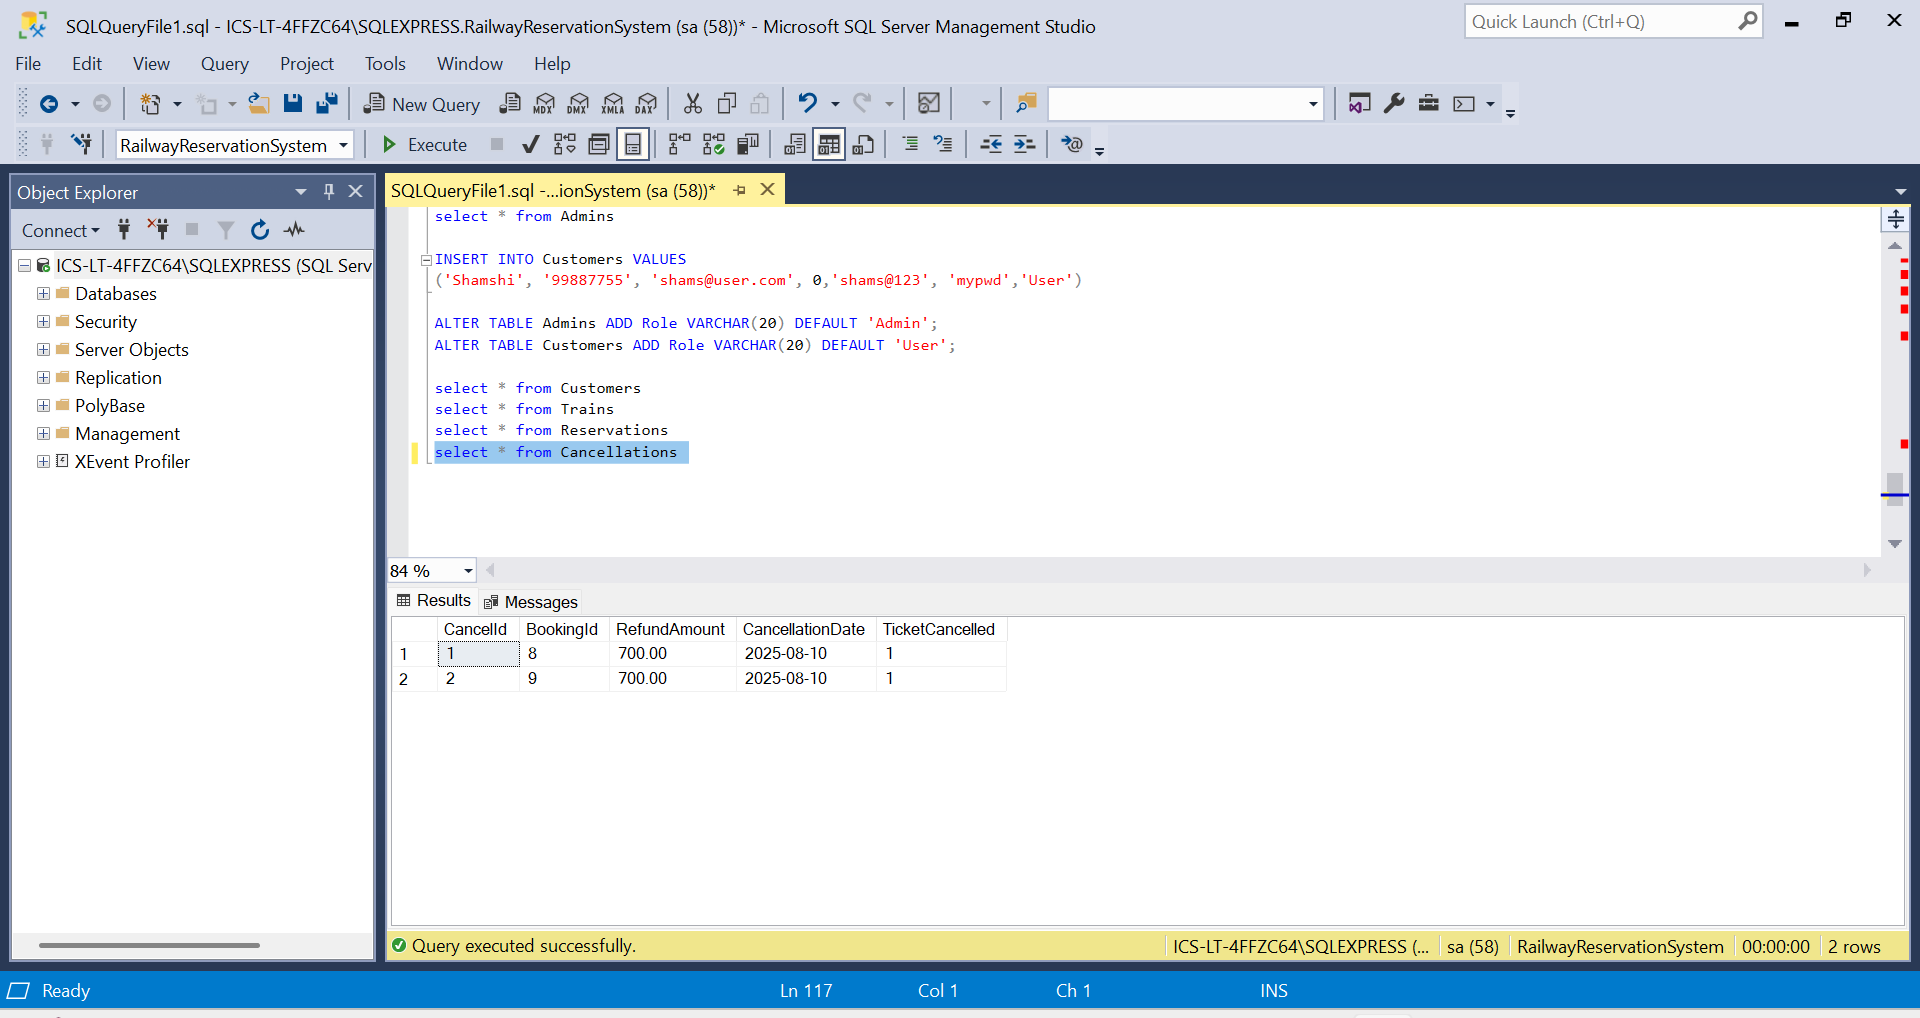 SQLQueryFile1.sql - ICS-LT-4FFZC64\SQLEXPRESS.RailwayReservationSystem (sa (58))* - Microsoft SQL Server Management Studio
Quick Launch (Ctrl+Q)
File Edit View Query Project Tools Window Help
New Query MDX DMX XMLA DAX
RailwayReservationSystem Execute
Object Explorer
SQLQueryFile1.sql -...ionSystem (sa (58))*
Connect
ICS-LT-4FFZC64\SQLEXPRESS (SQL Serv
Databases
Security
Server Objects
Replication
PolyBase
Management
XEvent Profiler
select * from Admins
INSERT INTO Customers VALUES
('Shamshi', '99887755', 'shams@user.com', 0,'shams@123', 'mypwd','User')
ALTER TABLE Admins ADD Role VARCHAR(20) DEFAULT 'Admin';
ALTER TABLE Customers ADD Role VARCHAR(20) DEFAULT 'User';
select * from Customers
select * from Trains
select * from Reservations
select * from Cancellations
84 %
Results Messages
CancelId BookingId RefundAmount CancellationDate TicketCancelled
1 1 8 700.00 2025-08-10 1
2 2 9 700.00 2025-08-10 1
Query executed successfully. ICS-LT-4FFZC64\SQLEXPRESS (... sa (58) RailwayReservationSystem 00:00:00 2 rows
Ready Ln 117 Col 1 Ch 1 INS